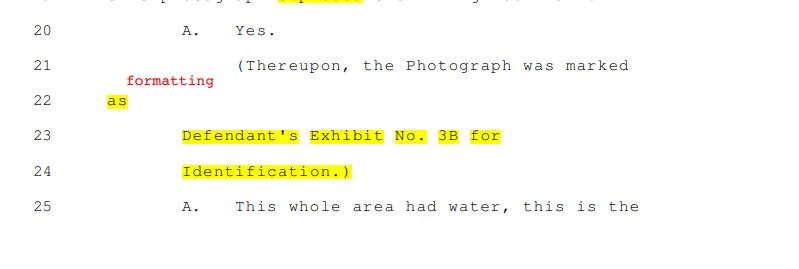 20 A. Yes.
21 (Thereupon, the Photograph was marked
formatting
22 as
23 Defendant's Exhibit No. 3B for
24 Identification.)
25 A. This whole area had water, this is the